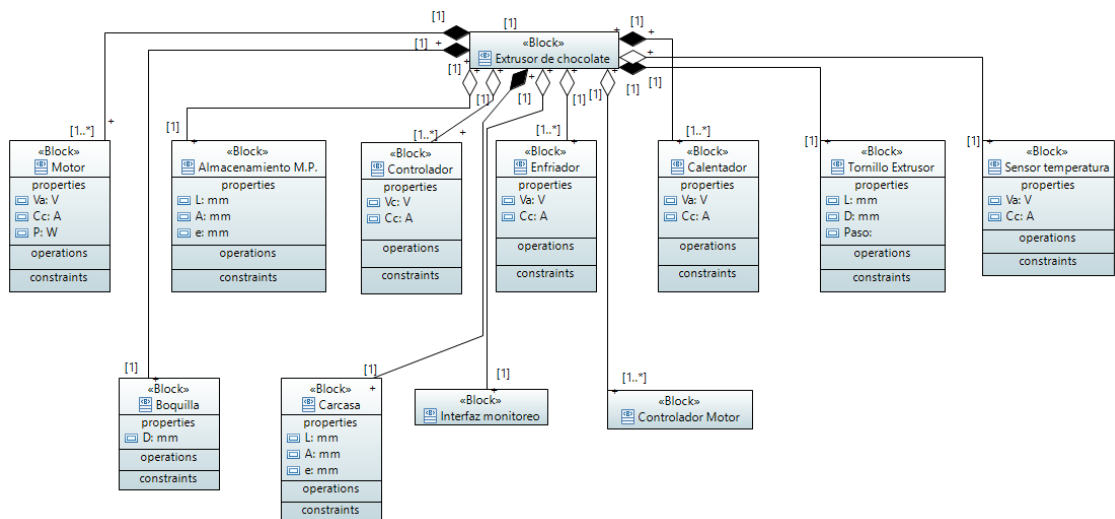 [1]
[1]
[1]
+
[1]
+
+
«Block»
Extrusor de chocolate
+
+
+
[1]
+
+
+
+
+
[1]
[1]
[1]
[1]
[1]
[1]
[1]
[1..*]
+
[1]
+
[1..*]
+
[1..*]
+
[1..*]
+
[1]
+
[1]
+
«Block»
Motor
properties
Va: V
Cc: A
P: W
operations
constraints
«Block»
Almacenamiento M.P.
properties
L: mm
A: mm
e: mm
operations
constraints
«Block»
Controlador
properties
Vc: V
Cc: A
operations
constraints
«Block»
Enfriador
properties
Va: V
Cc: A
operations
constraints
«Block»
Calentador
properties
Va: V
Cc: A
operations
constraints
«Block»
Tornillo Extrusor
properties
L: mm
D: mm
Paso:
operations
constraints
«Block»
Sensor temperatura
properties
Va: V
Cc: A
operations
constraints
[1]
+
[1]
+
[1]
+
[1..*]
+
«Block»
Boquilla
properties
D: mm
operations
constraints
«Block»
Carcasa
properties
L: mm
A: mm
e: mm
operations
constraints
«Block»
Interfaz monitoreo
«Block»
Controlador Motor